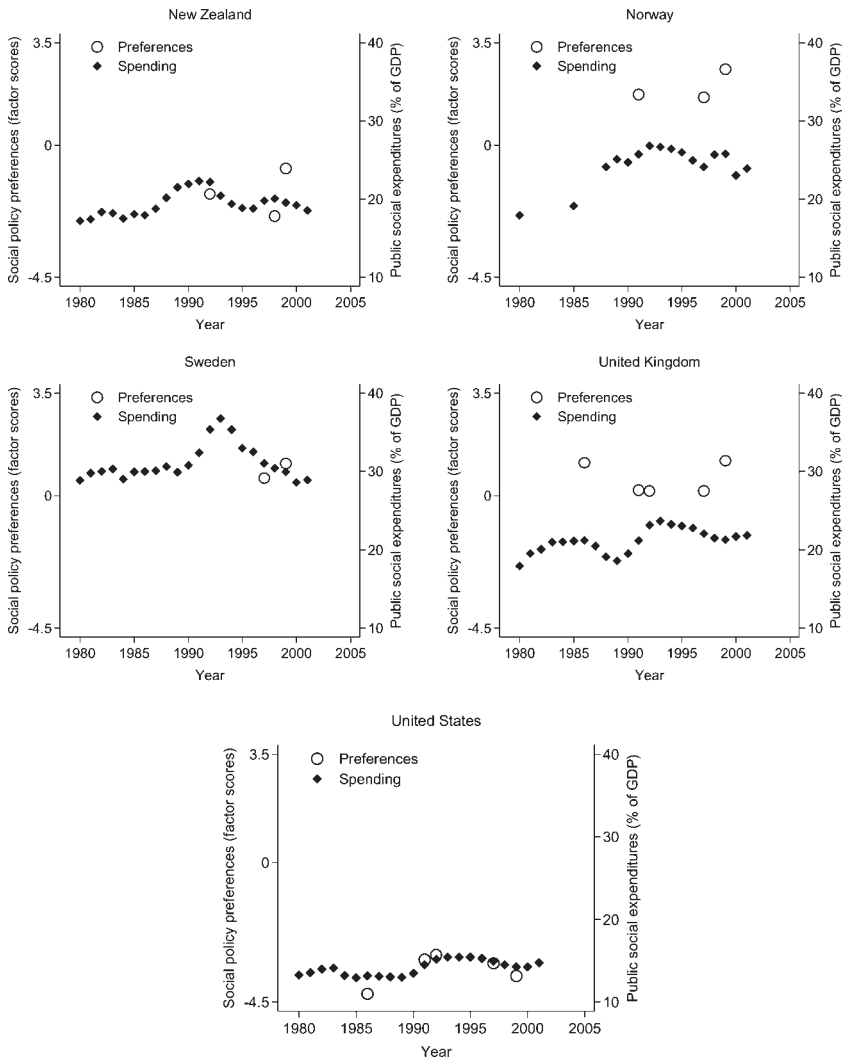 New Zealand
Social policy preferences (factor scores)
3.5
0
-4.5
Preferences
Spending
40
30
20
10
Public social expenditures (% of GDP)
1980 1985 1990 1995 2000 2005
Year
Norway
Social policy preferences (factor scores)
3.5
0
-4.5
Preferences
Spending
40
30
20
10
Public social expenditures (% of GDP)
1980 1985 1990 1995 2000 2005
Year
Sweden
Social policy preferences (factor scores)
3.5
0
-4.5
Preferences
Spending
40
30
20
10
Public social expenditures (% of GDP)
1980 1985 1990 1995 2000 2005
Year
United Kingdom
Social policy preferences (factor scores)
3.5
0
-4.5
Preferences
Spending
40
30
20
10
Public social expenditures (% of GDP)
1980 1985 1990 1995 2000 2005
Year
United States
Social policy preferences (factor scores)
3.5
0
-4.5
Preferences
Spending
40
30
20
10
Public social expenditures (% of GDP)
1980 1985 1990 1995 2000 2005
Year